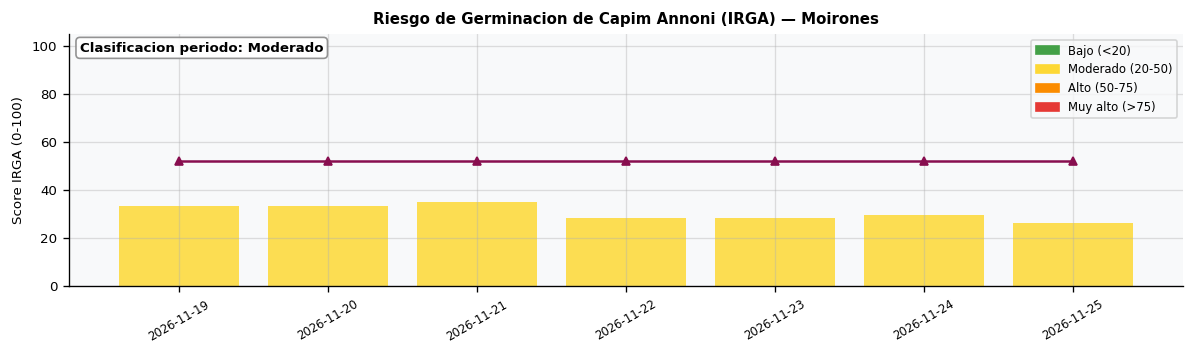 Riesgo de Germinacion de Capim Annoni (IRGA) — Moirones
Clasificacion periodo: Moderado
Bajo (<20)
Moderado (20-50)
Alto (50-75)
Muy alto (>75)
Score IRGA (0-100)
100
80
60
40
20
0
2026-11-19
2026-11-20
2026-11-21
2026-11-22
2026-11-23
2026-11-24
2026-11-25